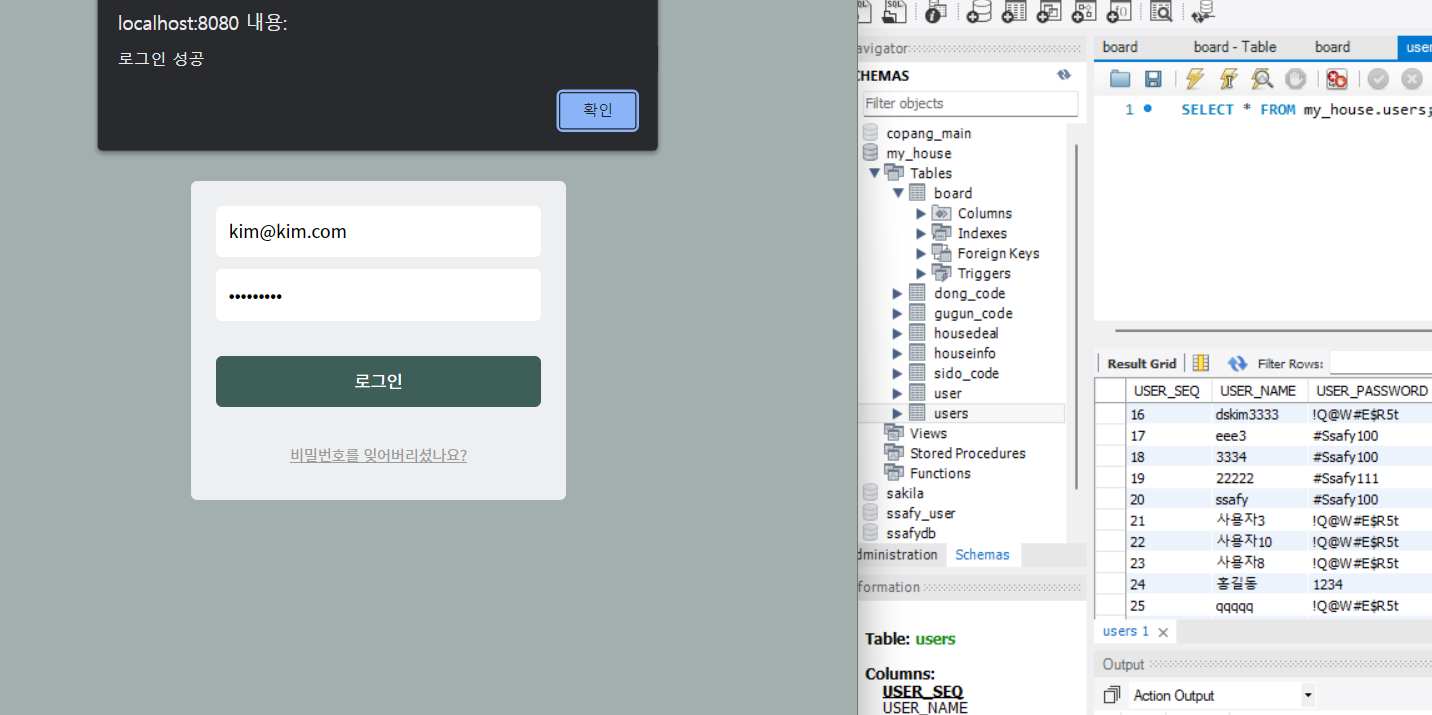 localhost:8080 내용:
로그인 성공
확인
kim@kim.com
•••••••••
로그인
비밀번호를 잊어버리셨나요?
avigator
CHEMAS
Filter objects
copang_main
my_house
Tables
board
Columns
Indexes
Foreign Keys
Triggers
dong_code
gugun_code
housedeal
houseinfo
sido_code
user
users
Views
Stored Procedures
Functions
sakila
ssafy_user
ssafydb
dministration Schemas
formation
Table: users
Columns:
USER_SEQ
USER_NAME
board board - Table board user
1 SELECT * FROM my_house.users;
Result Grid Filter Rows:
USER_SEQ USER_NAME USER_PASSWORD
16 dskim3333 !Q@W#E$R5t
17 eee3 #Ssafy100
18 3334 #Ssafy100
19 22222 #Ssafy111
20 ssafy #Ssafy100
21 사용자3 !Q@W#E$R5t
22 사용자10 !Q@W#E$R5t
23 사용자8 !Q@W#E$R5t
24 홍길동 1234
25 qqqqq !Q@W#E$R5t
users 1
Output
Action Output